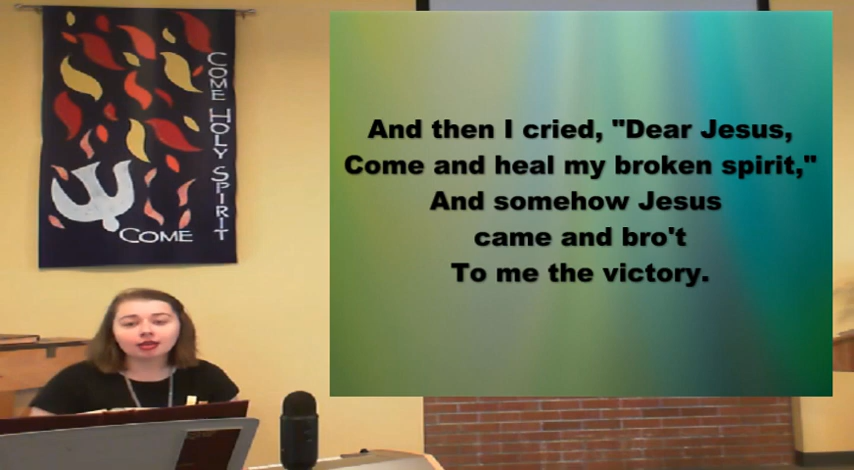 COME HOLY SPIRIT
COME
And then I cried, "Dear Jesus,
Come and heal my broken spirit,"
And somehow Jesus
came and bro't
To me the victory.